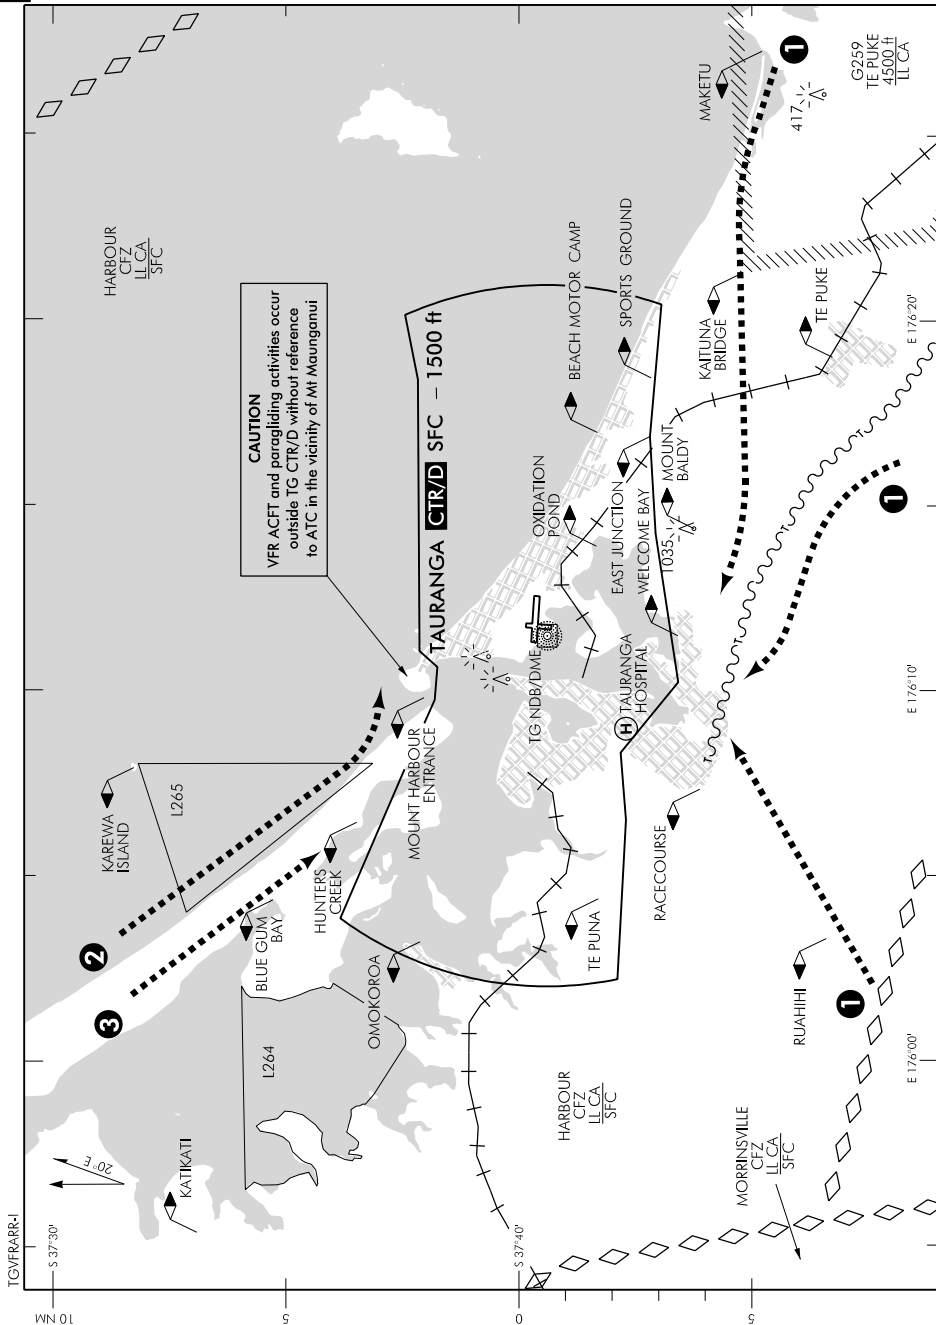 TGVFRARR-I
20°E
S 37°30'
10 NM
5
0
5
S 37°40'
KATIKATI
L264
BLUE GUM
BAY
HUNTERS
CREEK
OMOKOROA
3
2
KAREWA
ISLAND
L265
MOUNT HARBOUR
ENTRANCE
CAUTION
VFR ACFT and paragliding activities occur
outside TG CTR/D without reference
to ATC in the vicinity of Mt Maunganui
HARBOUR
CFZ
LL CA
SFC
TAURANGA CTR/D SFC – 1500 ft
BEACH MOTOR CAMP
SPORTS GROUND
OXIDATION
POND
TG NDB/DME
EAST JUNCTION
WELCOME BAY
1035
MOUNT
BALDY
H
TAURANGA
HOSPITAL
TE PUNA
RACECOURSE
RUAHIHI
1
HARBOUR
CFZ
LL CA
SFC
MORRINSVILLE
CFZ
LL CA
SFC
KAITUNA
BRIDGE
TE PUKE
MAKETU
417
1
1
G259
TE PUKE
4500 ft
LL CA
E 176°00'
E 176°10'
E 176°20'